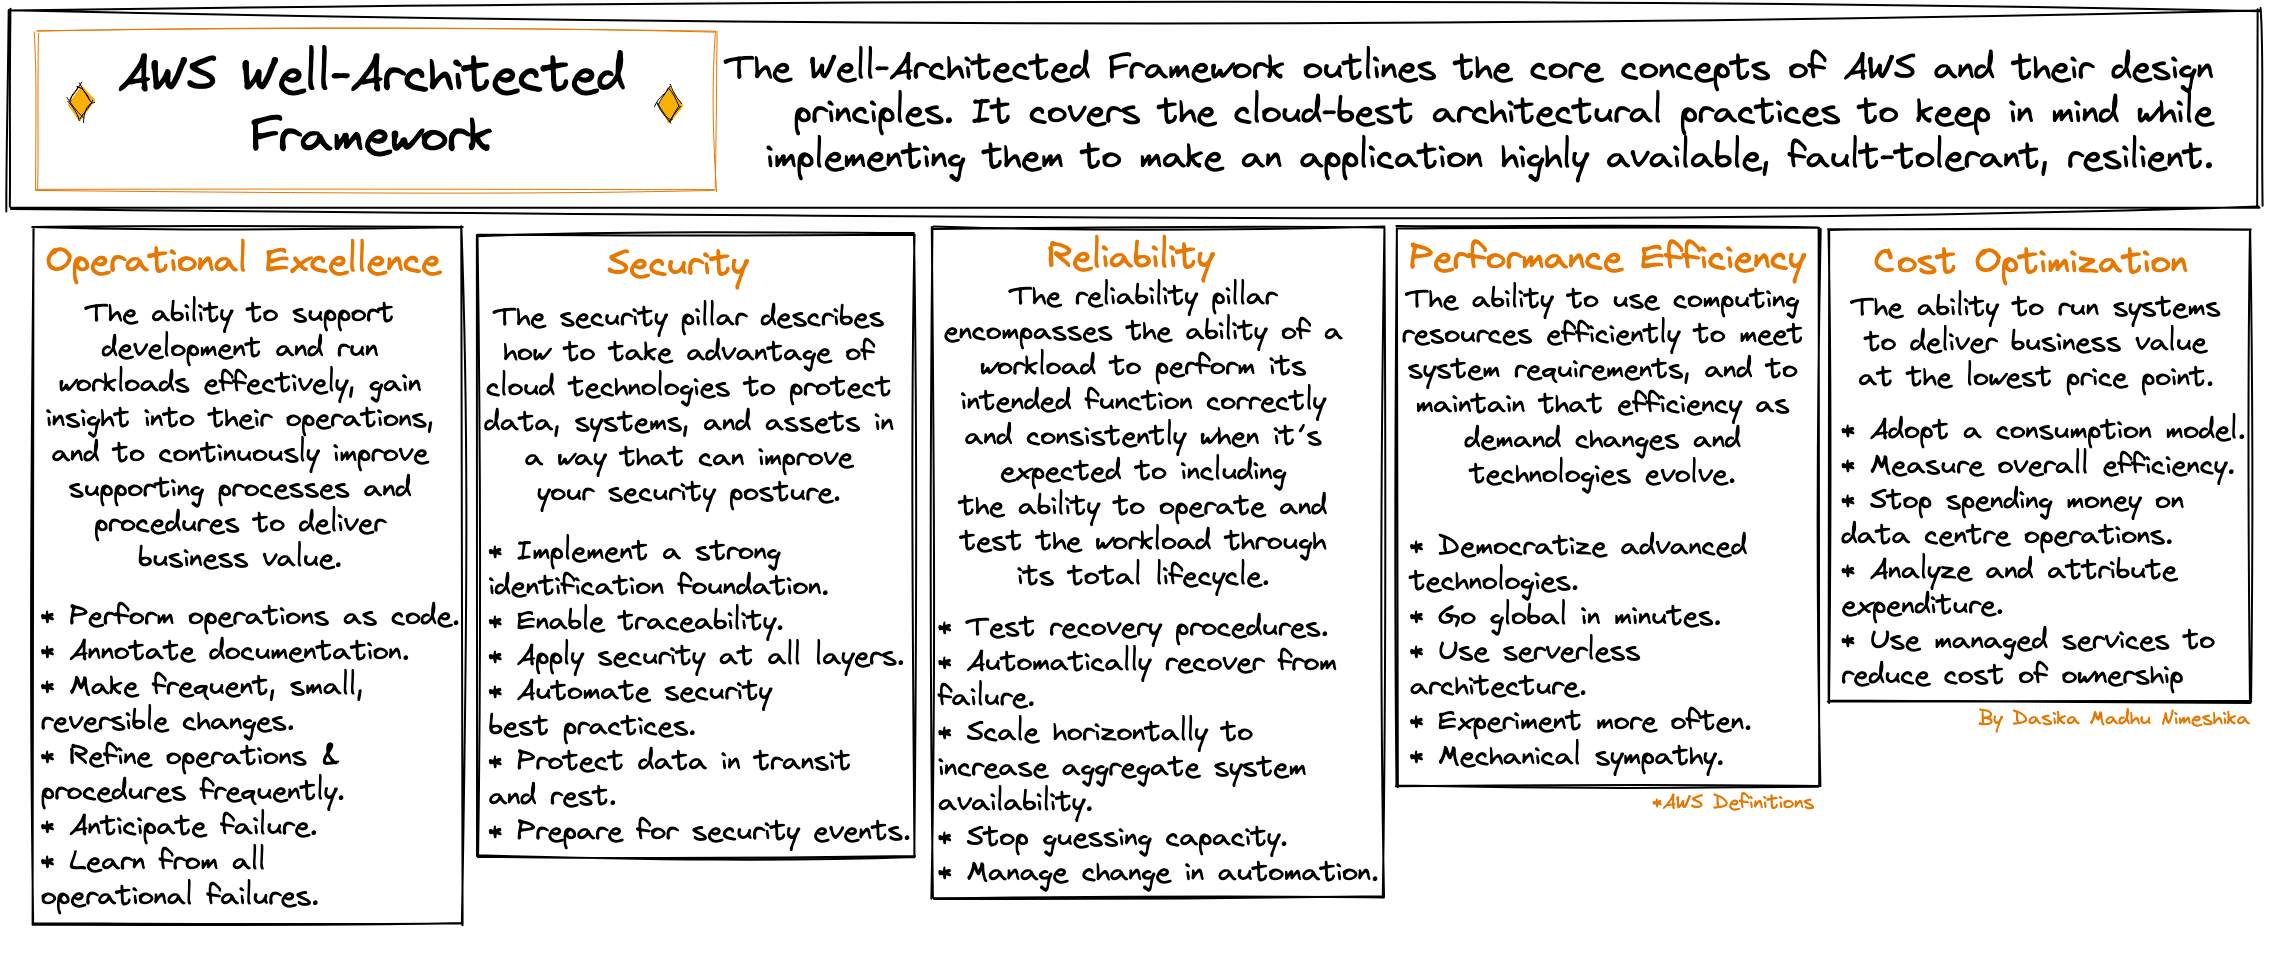 AWS Well-Architected
Framework
The Well-Architected Framework outlines the core concepts of AWS and their design
principles. It covers the cloud-best architectural practices to keep in mind while
implementing them to make an application highly available, fault-tolerant, resilient.
Operational Excellence
The ability to support
development and run
workloads effectively, gain
insight into their operations,
and to continuously improve
supporting processes and
procedures to deliver
business value.
* Perform operations as code.
* Annotate documentation.
* Make frequent, small,
reversible changes.
* Refine operations &
procedures frequently.
* Anticipate failure.
* Learn from all
operational failures.
Security
The security pillar describes
how to take advantage of
cloud technologies to protect
data, systems, and assets in
a way that can improve
your security posture.
* Implement a strong
identification foundation.
* Enable traceability.
* Apply security at all layers.
* Automate security
best practices.
* Protect data in transit
and rest.
* Prepare for security events.
Reliability
The reliability pillar
encompasses the ability of a
workload to perform its
intended function correctly
and consistently when it's
expected to including
the ability to operate and
test the workload through
its total lifecycle.
* Test recovery procedures.
* Automatically recover from
failure.
* Scale horizontally to
increase aggregate system
availability.
* Stop guessing capacity.
* Manage change in automation.
Performance Efficiency
The ability to use computing
resources efficiently to meet
system requirements, and to
maintain that efficiency as
demand changes and
technologies evolve.
* Democratize advanced
technologies.
* Go global in minutes.
* Use serverless
architecture.
* Experiment more often.
* Mechanical sympathy.
*AWS Definitions
Cost Optimization
The ability to run systems
to deliver business value
at the lowest price point.
* Adopt a consumption model.
* Measure overall efficiency.
* Stop spending money on
data centre operations.
* Analyze and attribute
expenditure.
* Use managed services to
reduce cost of ownership
By Dasika Madhu Nimeshika